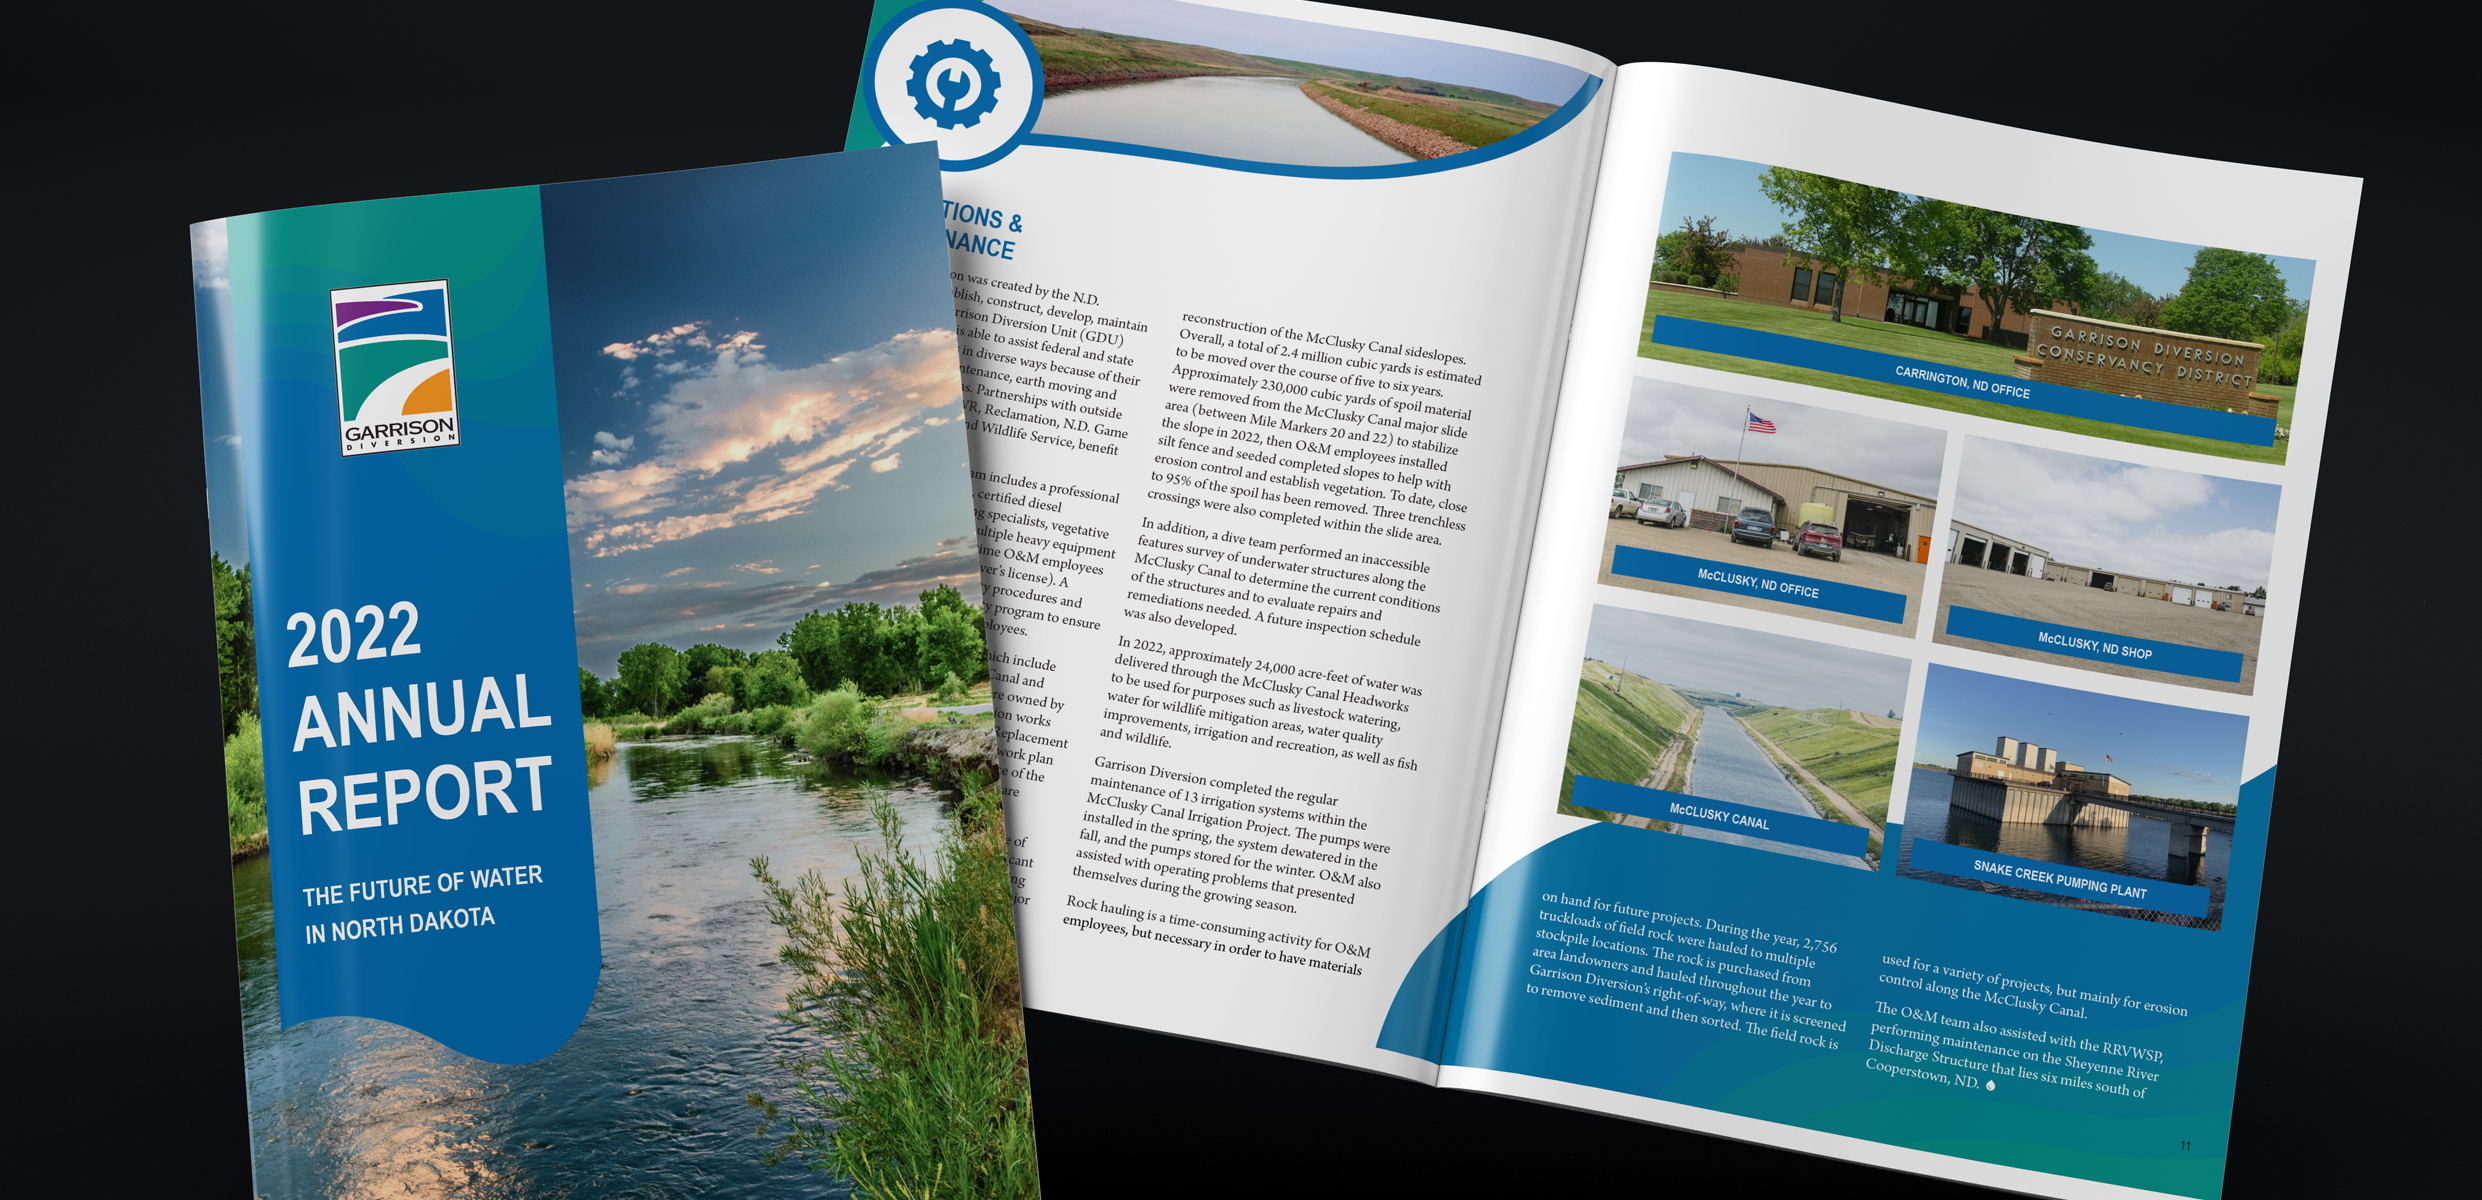 GARRISON
DIVERSION
2022
ANNUAL
REPORT
THE FUTURE OF WATER
IN NORTH DAKOTA
&
was created by the N.D.
construct, develop, maintain
Diversion Unit (GDU)
is able to assist federal and state
in diverse ways because of their
earth moving and
Partnerships with outside
Reclamation, N.D. Game
Wildlife Service, benefit
includes a professional
certified diesel
specialists, vegetative
heavy equipment
O&M employees
license). A
procedures and
program to ensure
include
and
owned by
works
Replacement
work plan
of the
are
of
reconstruction of the McClusky Canal sideslopes.
Overall, a total of 2.4 million cubic yards is estimated
to be moved over the course of five to six years.
Approximately 230,000 cubic yards of spoil material
were removed from the McClusky Canal major slide
area (between Mile Markers 20 and 22) to stabilize
the slope in 2022, then O&M employees installed
silt fence and seeded completed slopes to help with
erosion control and establish vegetation. To date, close
to 95% of the spoil has been removed. Three trenchless
crossings were also completed within the slide area.
In addition, a dive team performed an inaccessible
features survey of underwater structures along the
McClusky Canal to determine the current conditions
of the structures and to evaluate repairs and
remediations needed. A future inspection schedule
was also developed.
In 2022, approximately 24,000 acre-feet of water was
delivered through the McClusky Canal Headworks
to be used for purposes such as livestock watering,
water for wildlife mitigation areas, water quality
improvements, irrigation and recreation, as well as fish
and wildlife.
Garrison Diversion completed the regular
maintenance of 13 irrigation systems within the
McClusky Canal Irrigation Project. The pumps were
installed in the spring, the system dewatered in the
fall, and the pumps stored for the winter. O&M also
assisted with operating problems that presented
themselves during the growing season.
Rock hauling is a time-consuming activity for O&M
employees, but necessary in order to have materials
GARRISON DIVERSION
CONSERVANCY DISTRICT
CARRINGTON, ND OFFICE
McCLUSKY, ND OFFICE
McCLUSKY, ND SHOP
McCLUSKY CANAL
SNAKE CREEK PUMPING PLANT
on hand for future projects. During the year, 2,756
truckloads of field rock were hauled to multiple
stockpile locations. The rock is purchased from
area landowners and hauled throughout the year to
Garrison Diversion's right-of-way, where it is screened
to remove sediment and then sorted. The field rock is
used for a variety of projects, but mainly for erosion
control along the McClusky Canal.
The O&M team also assisted with the RRVWSP,
performing maintenance on the Sheyenne River
Discharge Structure that lies six miles south of
Cooperstown, ND.
11